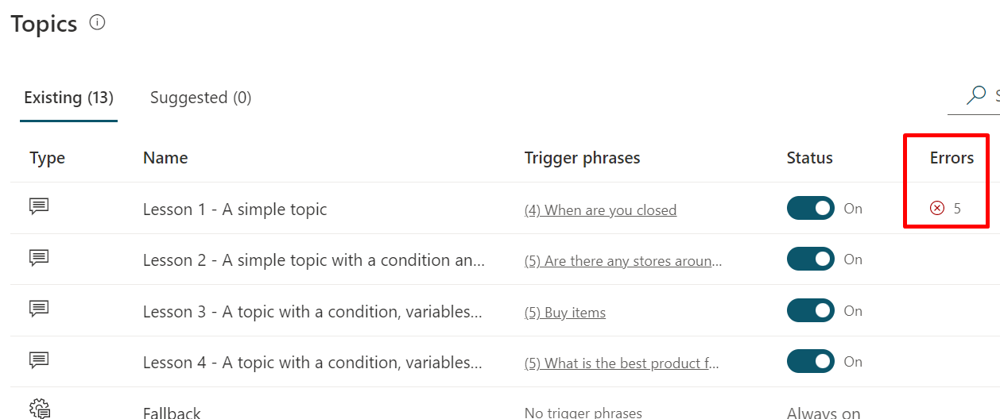 Topics
Existing (13) Suggested (0)
Type Name Trigger phrases Status Errors
Lesson 1 - A simple topic (4) When are you closed On 5
Lesson 2 - A simple topic with a condition an... (5) Are there any stores aroun... On
Lesson 3 - A topic with a condition, variables... (5) Buy items On
Lesson 4 - A topic with a condition, variables... (5) What is the best product f... On
Fallback No trigger phrases Always on